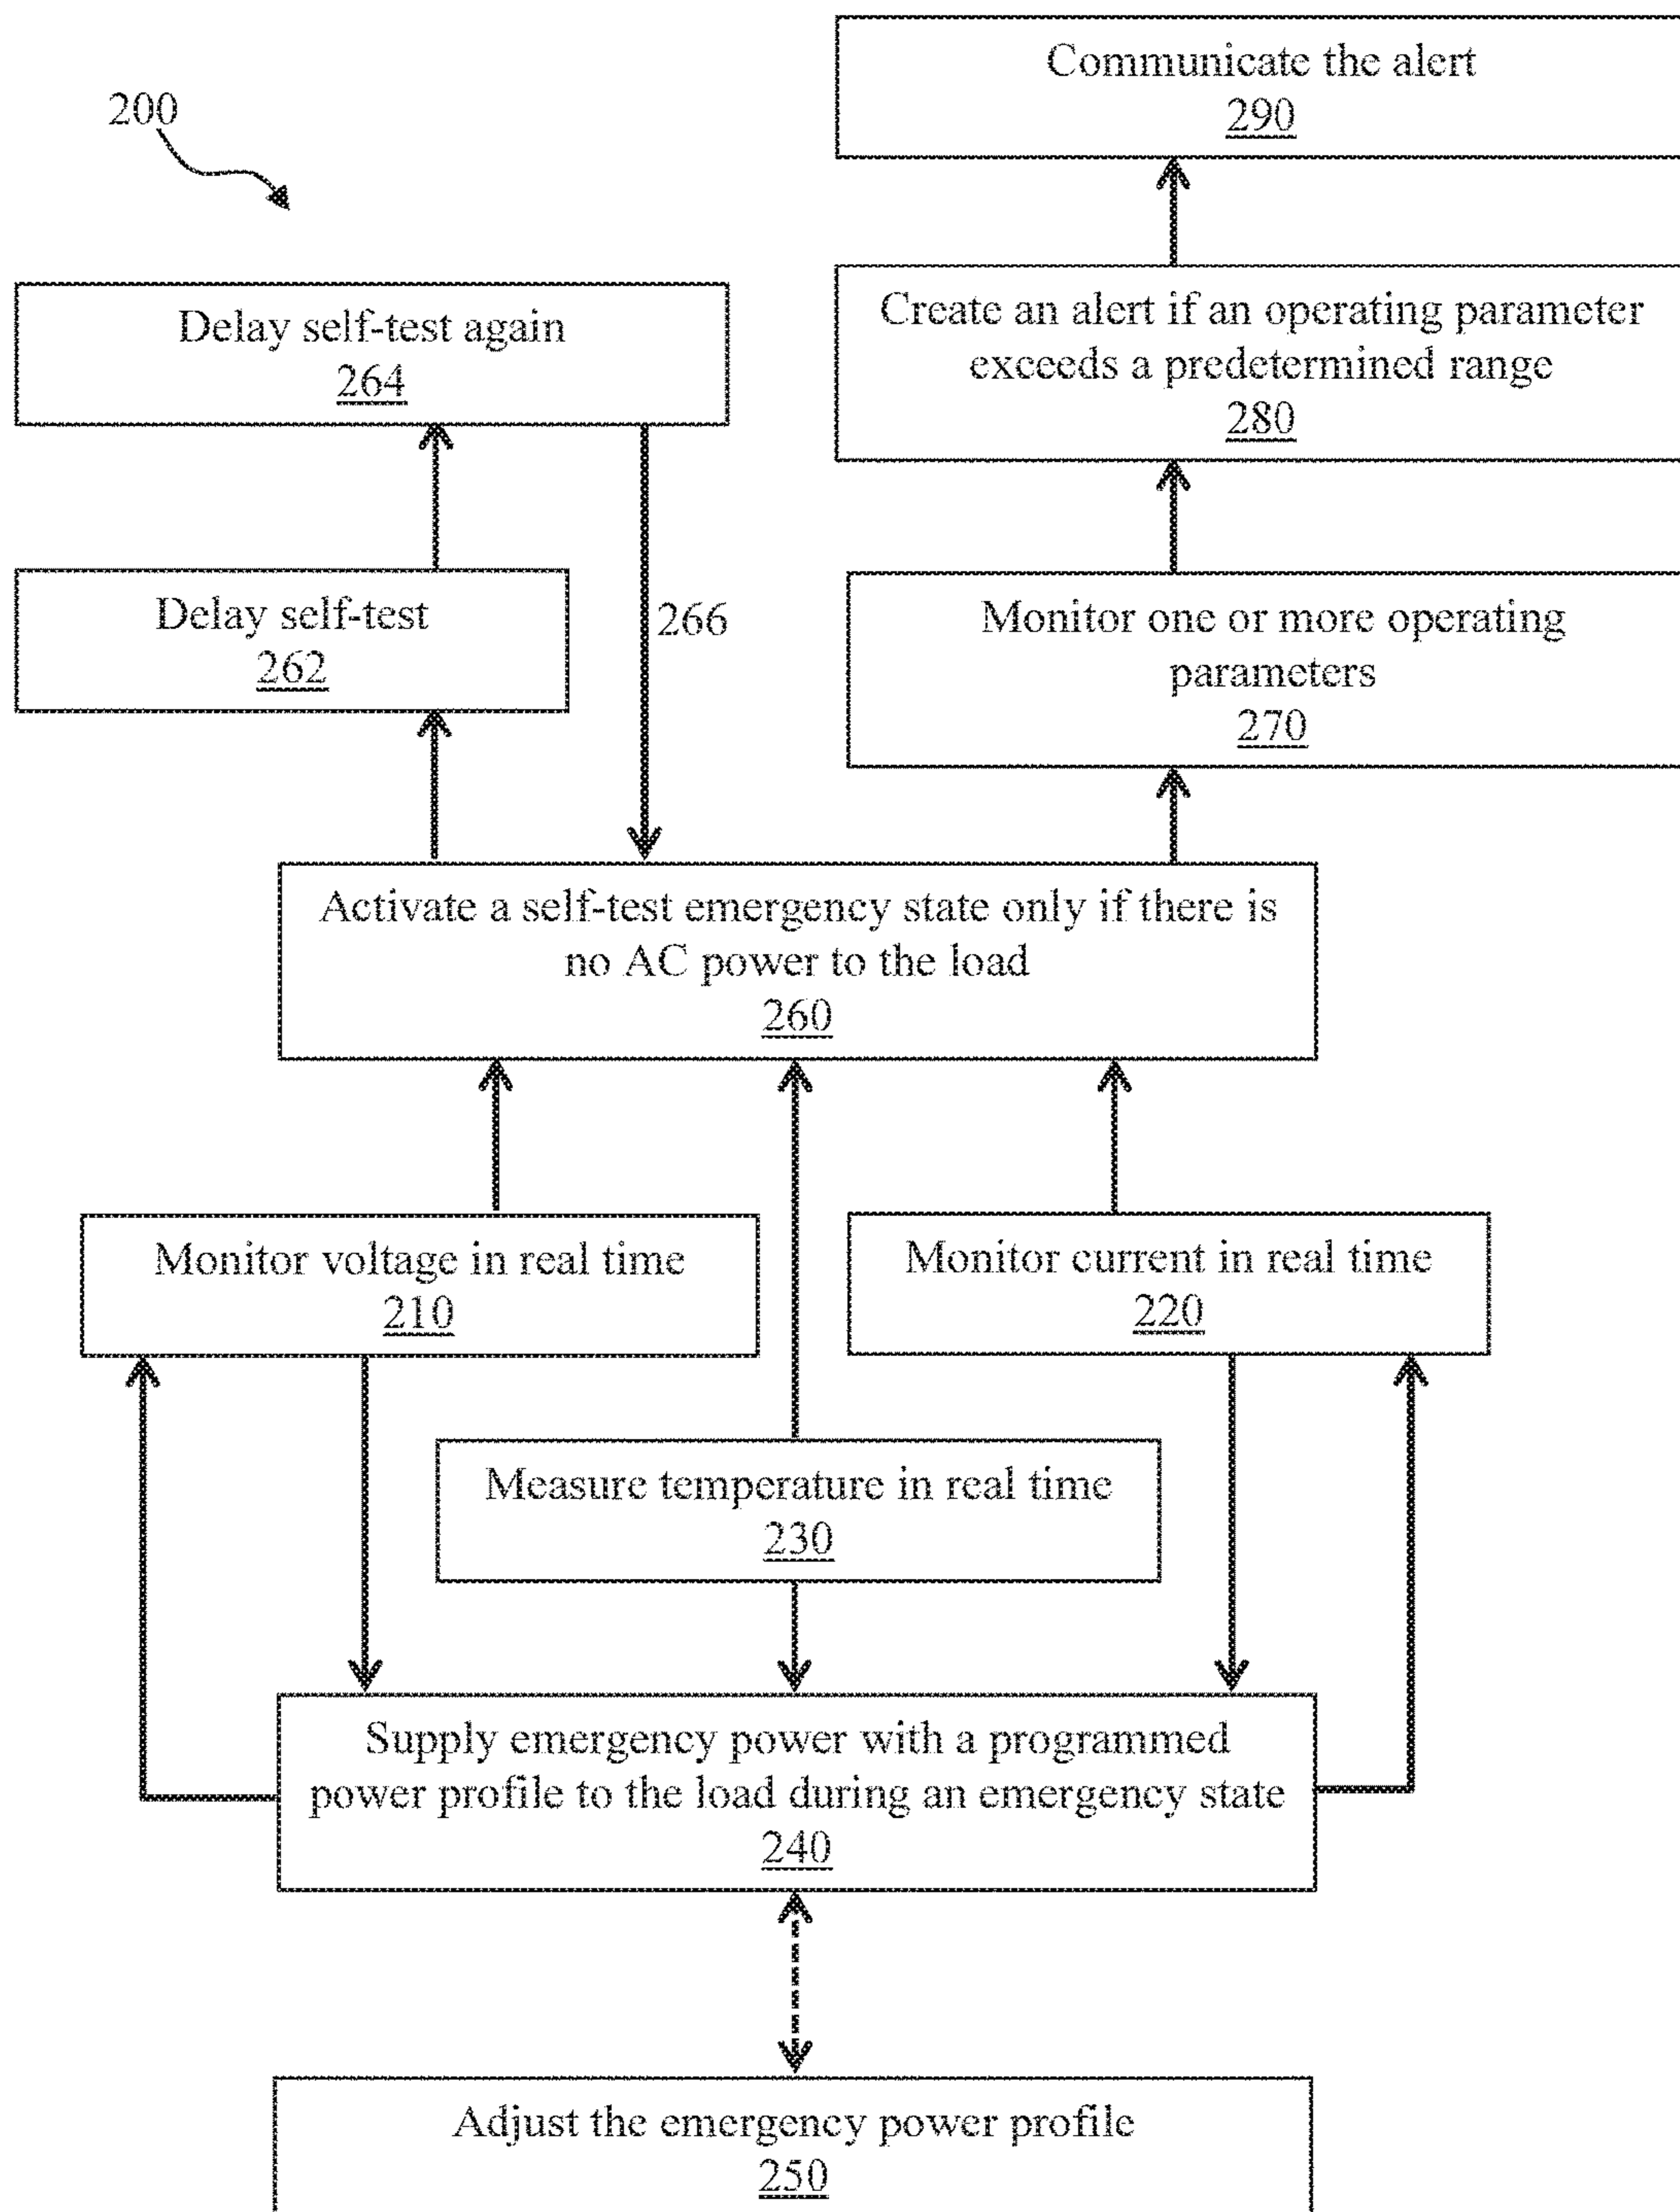 Communicate the alert
290
200
Create an alert if an operating parameter
exceeds a predetermined range
280
Delay self-test again
264
Delay self-test
262
266
Monitor one or more operating
parameters
270
Activate a self-test emergency state only if there is
no AC power to the load
260
Monitor voltage in real time
210
Monitor current in real time
220
Measure temperature in real time
230
Supply emergency power with a programmed
power profile to the load during an emergency state
240
Adjust the emergency power profile
250